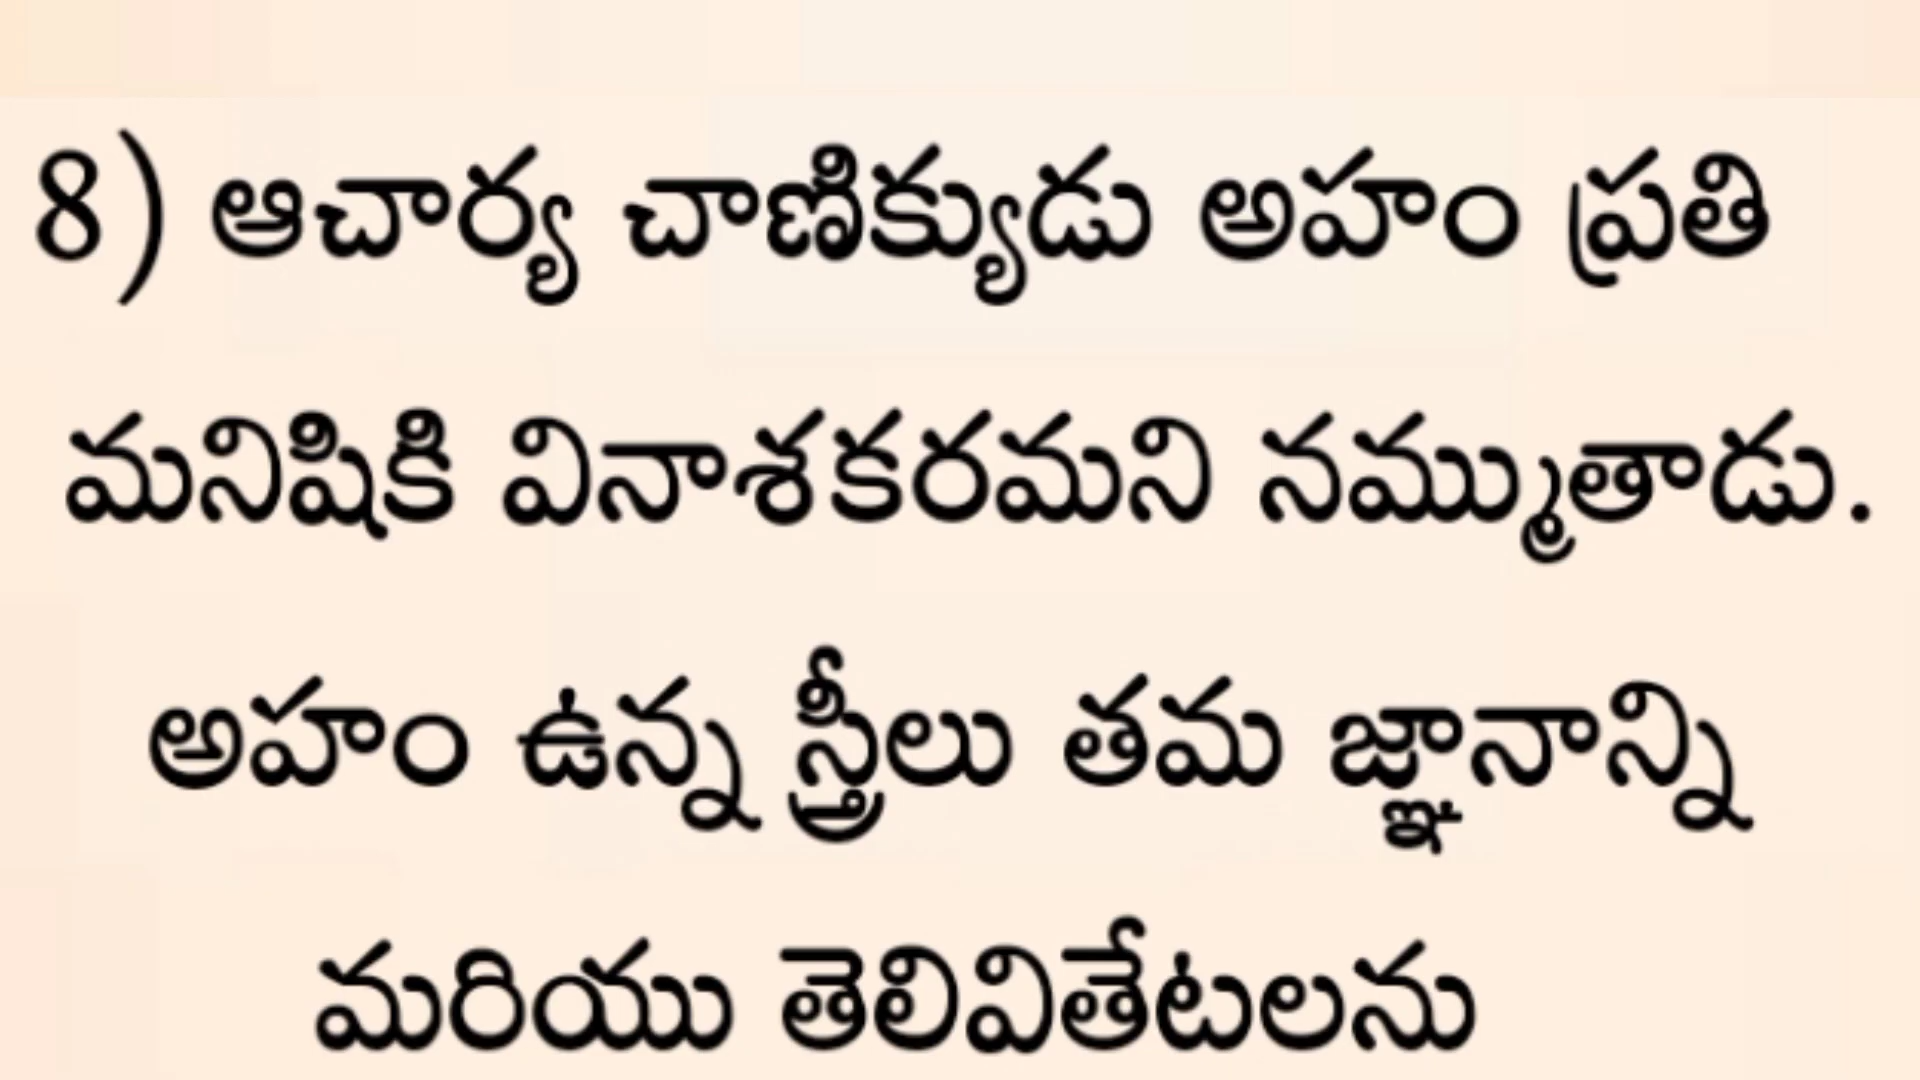 8) ఆచార్య చాణిక్యుడు అహం ప్రతి
మనిషికి వినాశకరమని నమ్ముతాడు.
అహం ఉన్న స్త్రీలు తమ జ్ఞానాన్ని
మరియు తెలివితేటలను